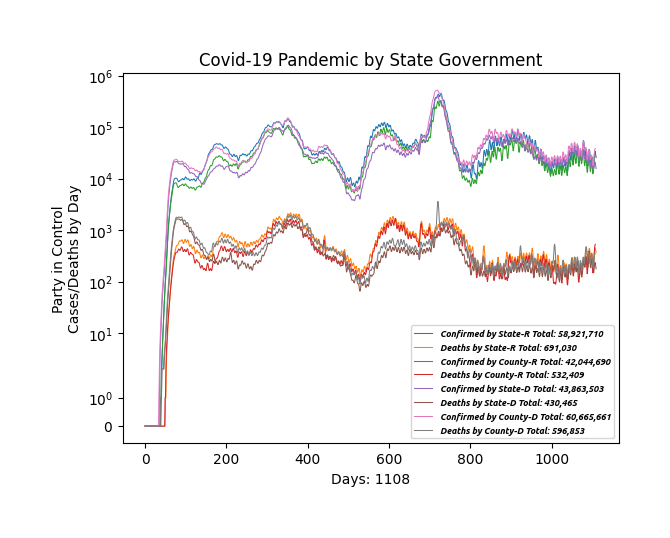 Covid-19 Pandemic by State Government
Party in Control
Cases/Deaths by Day
10^6
10^5
10^4
10^3
10^2
10^1
10^0
0
Confirmed by State-R Total: 58,921,710
Deaths by State-R Total: 691,030
Confirmed by County-R Total: 42,044,690
Deaths by County-R Total: 532,409
Confirmed by State-D Total: 43,863,503
Deaths by State-D Total: 430,465
Confirmed by County-D Total: 60,665,661
Deaths by County-D Total: 596,853
0 200 400 600 800 1000
Days: 1108